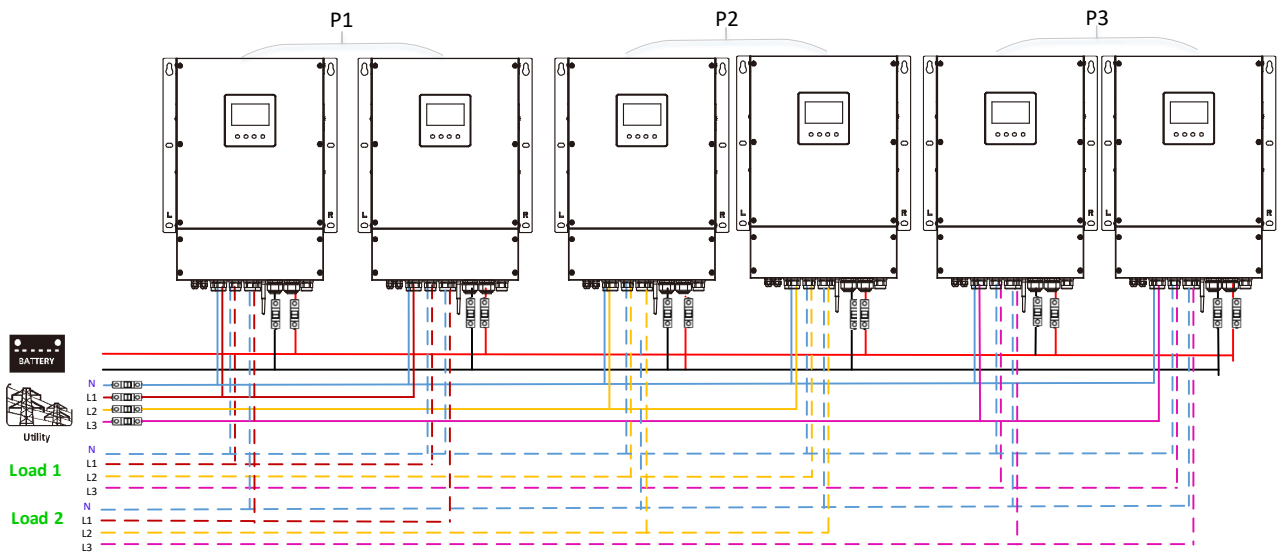 P1 P2 P3
L R L R L R L R L R L R
BATTERY
N
L1
L2
L3
Utility
Load 1
N
L1
L2
L3
Load 2
N
L1
L2
L3